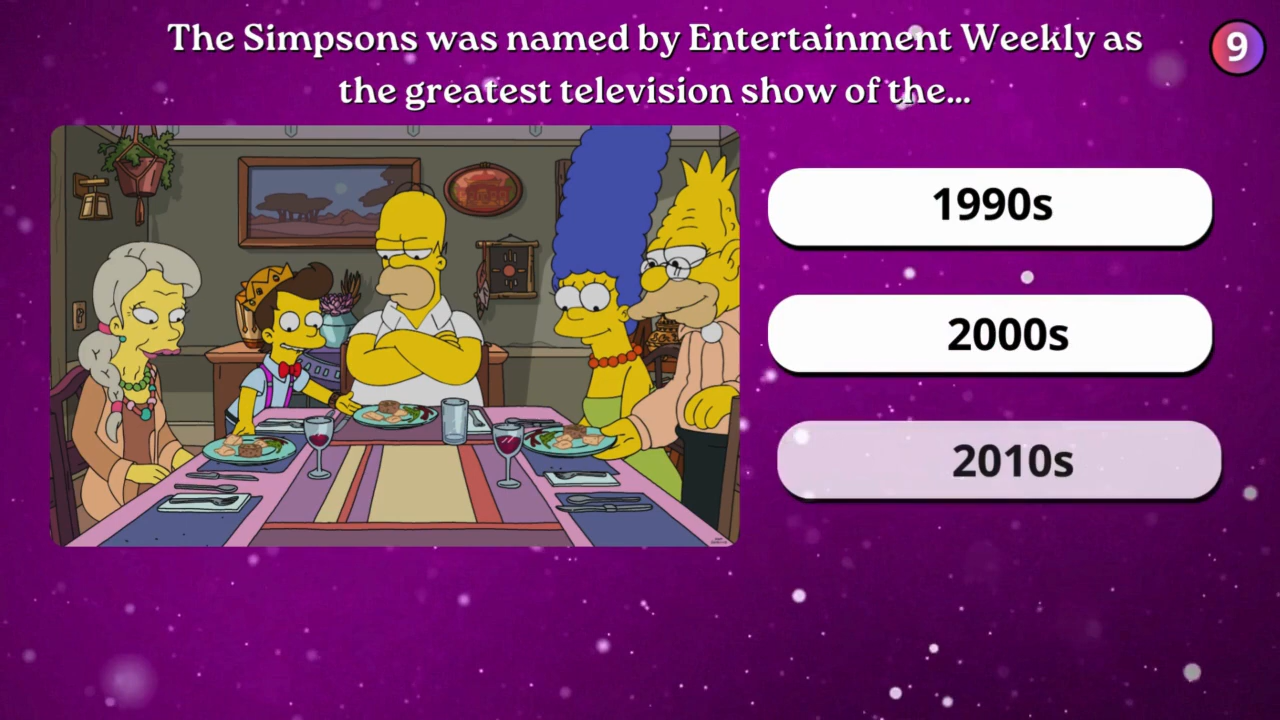 The Simpsons was named by Entertainment Weekly as
the greatest television show of the...
9
1990s
2000s
2010s